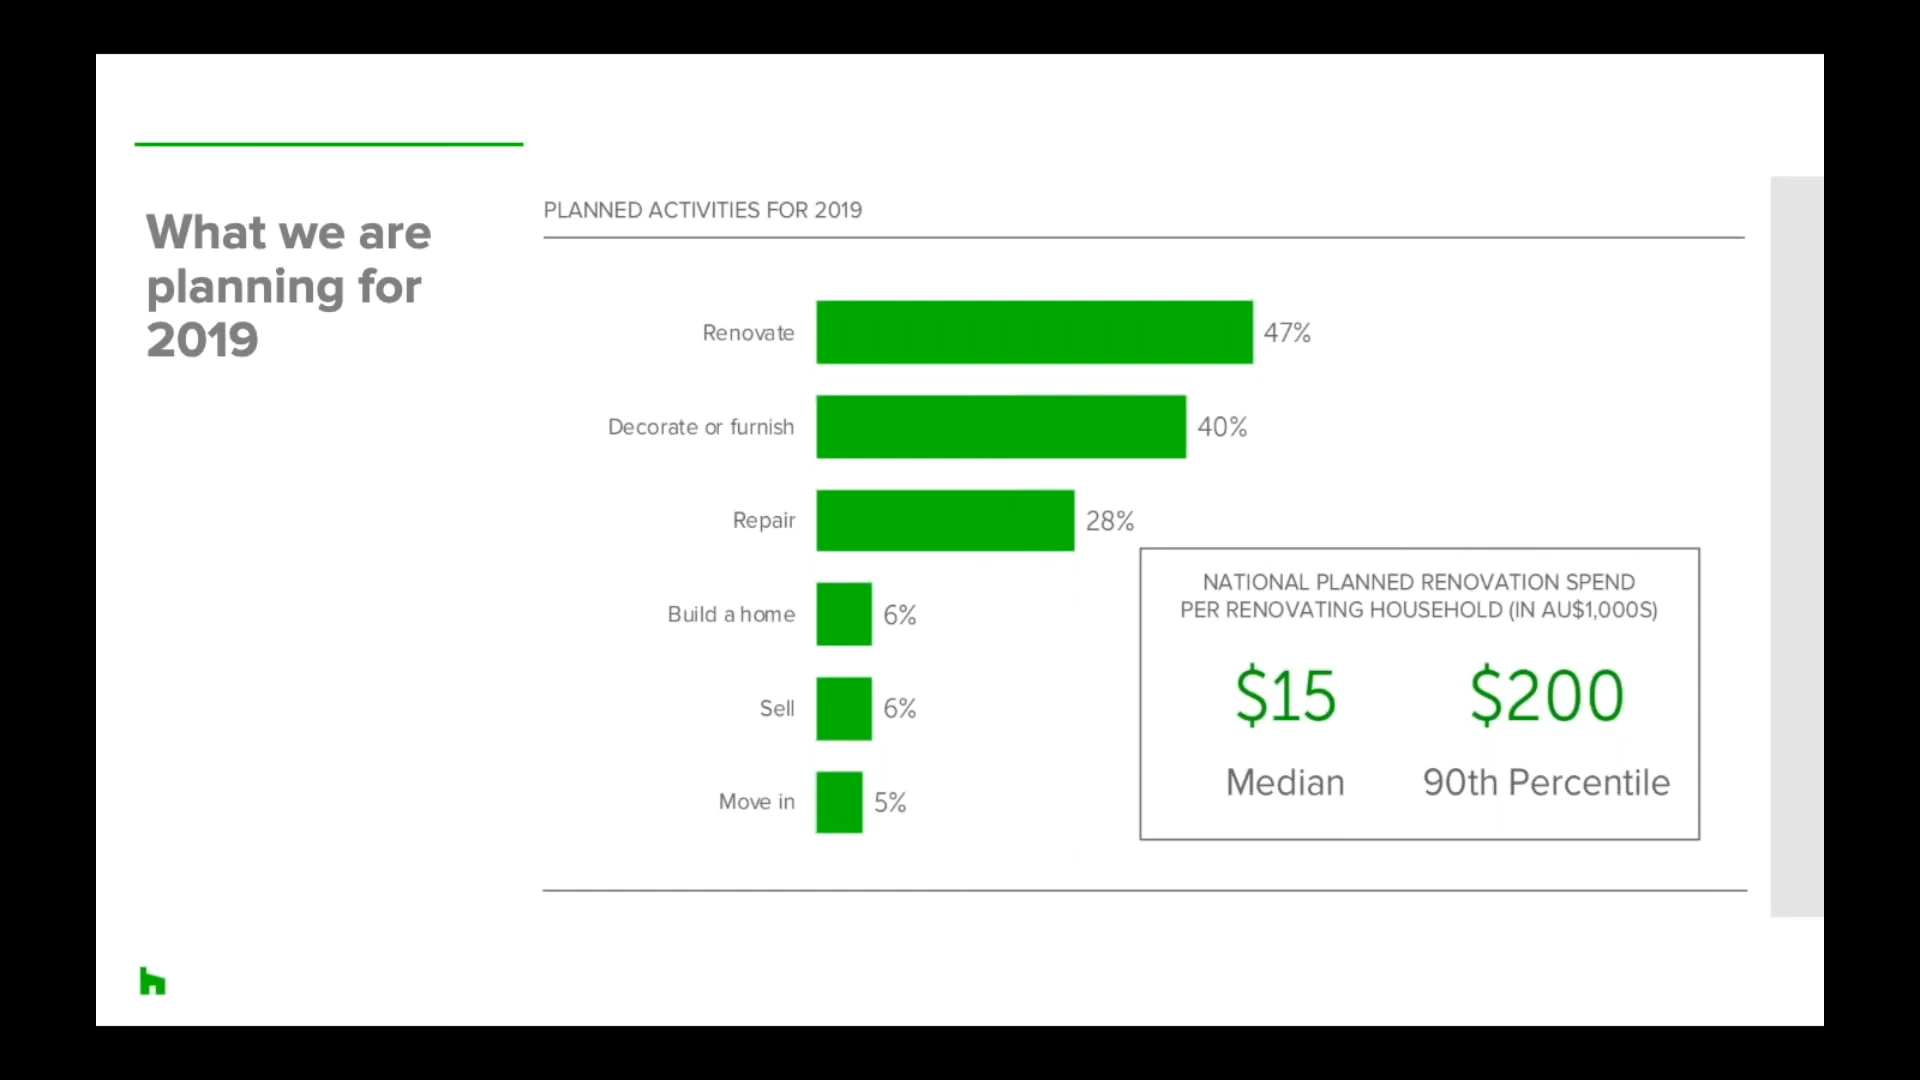 What we are
planning for
2019
PLANNED ACTIVITIES FOR 2019
Renovate 47%
Decorate or furnish 40%
Repair 28%
Build a home 6%
Sell 6%
Move in 5%
NATIONAL PLANNED RENOVATION SPEND
PER RENOVATING HOUSEHOLD (IN AU$1,000S)
$15 $200
Median 90th Percentile